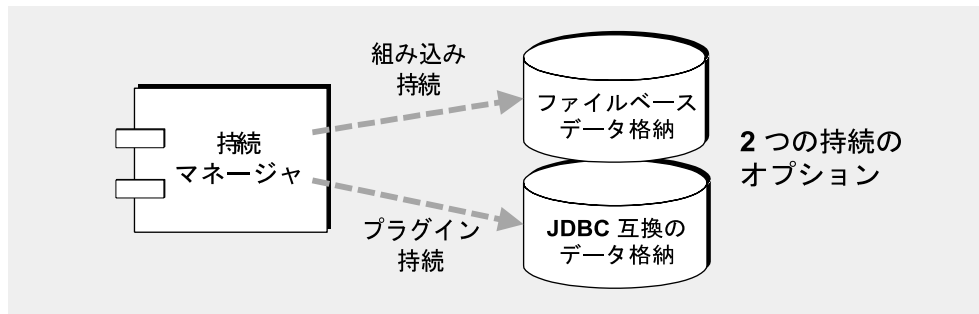 組み込み
持続
持続
マネージャ
ファイルベース
データ格納
2 つの持続の
オプション
プラグイン
持続
JDBC 互換の
データ格納